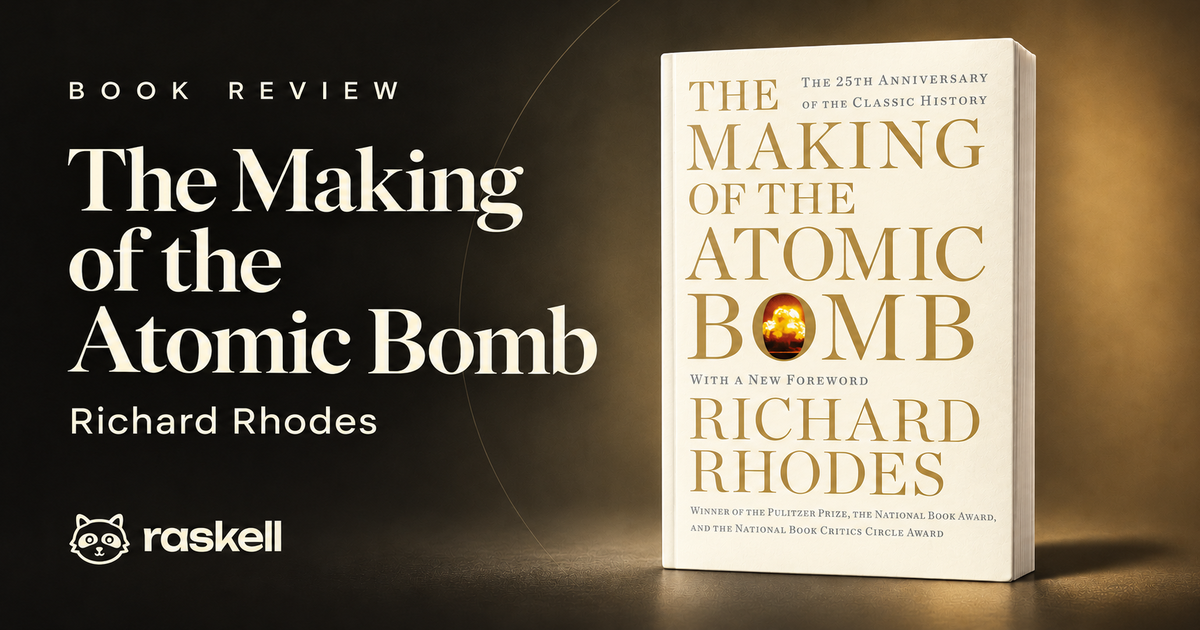 BOOK REVIEW
The Making
of the
Atomic Bomb
Richard Rhodes
raskell
THE
THE 25TH ANNIVERSARY
OF THE CLASSIC HISTORY
MAKING
OF THE
ATOMIC
BOMB
WITH A NEW FOREWORD
RICHARD
RHODES
WINNER OF THE PULITZER PRIZE, THE NATIONAL BOOK AWARD,
AND THE NATIONAL BOOK CRITICS CIRCLE AWARD